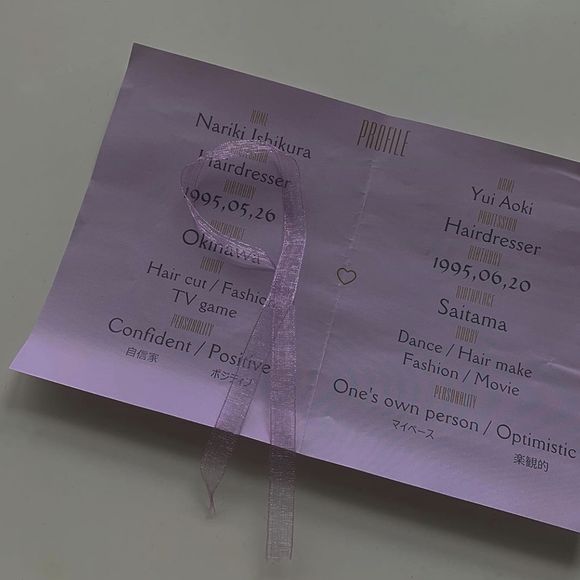 PROFILE
NAME
Nariki Ishikura
Hairdresser
BIRTHDAY
1995,05,26
BIRTHPLACE
Okinawa
HOBBY
Hair cut / Fashion
TV game
PERSONALITY
Confident / Positive
自信家
ポジティブ
NAME
Yui Aoki
PROFESSION
Hairdresser
BIRTHDAY
1995,06,20
BIRTHPLACE
Saitama
HOBBY
Dance / Hair make
Fashion / Movie
PERSONALITY
One's own person / Optimistic
マイペース
楽観的